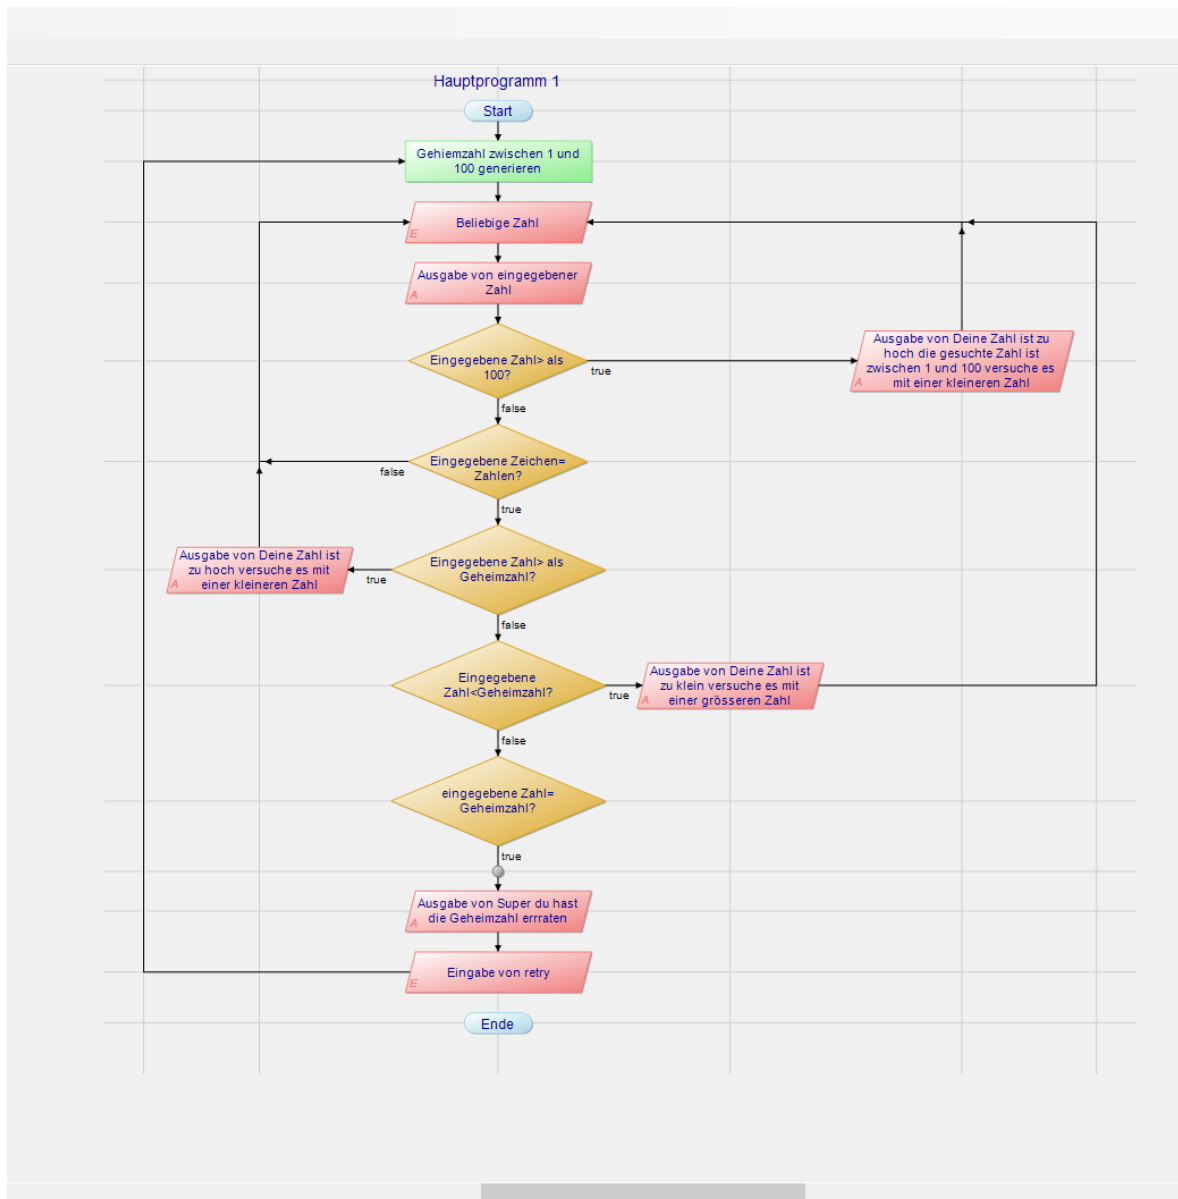 Hauptprogramm 1
Start
Gehiemzahl zwischen 1 und
100 generieren
Beliebige Zahl
E
Ausgabe von eingegebener
Zahl
A
Eingegebene Zahl> als
100?
true
Ausgabe von Deine Zahl ist zu
hoch die gesuchte Zahl ist
zwischen 1 und 100 versuche es
mit einer kleineren Zahl
A
false
Eingegebene Zeichen=
Zahlen?
false
true
Eingegebene Zahl> als
Geheimzahl?
true
Ausgabe von Deine Zahl ist
zu hoch versuche es mit
einer kleineren Zahl
A
false
Eingegebene
Zahl<Geheimzahl?
true
Ausgabe von Deine Zahl ist
zu klein versuche es mit
einer grösseren Zahl
A
false
eingegebene Zahl=
Geheimzahl?
true
Ausgabe von Super du hast
die Geheimzahl errraten
A
Eingabe von retry
E
Ende